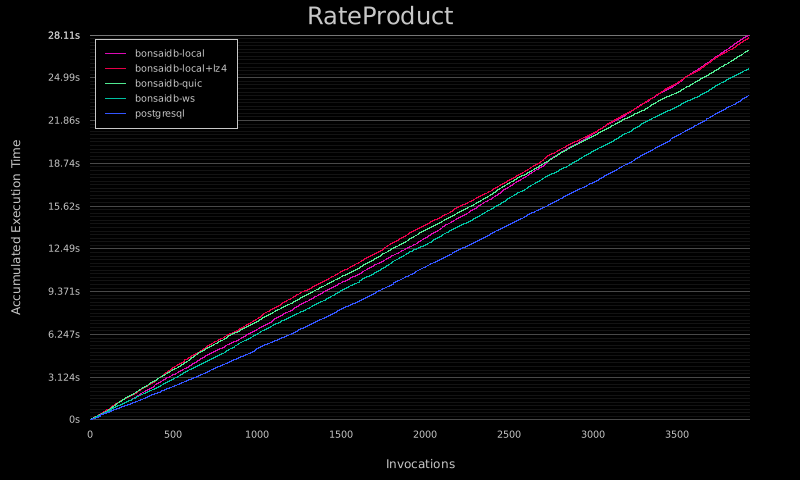 RateProduct
28.11s
24.99s
21.86s
18.74s
15.62s
12.49s
9.371s
6.247s
3.124s
0s
bonsaidb-local
bonsaidb-local+lz4
bonsaidb-quic
bonsaidb-ws
postgresql
Accumulated Execution Time
0 500 1000 1500 2000 2500 3000 3500
Invocations